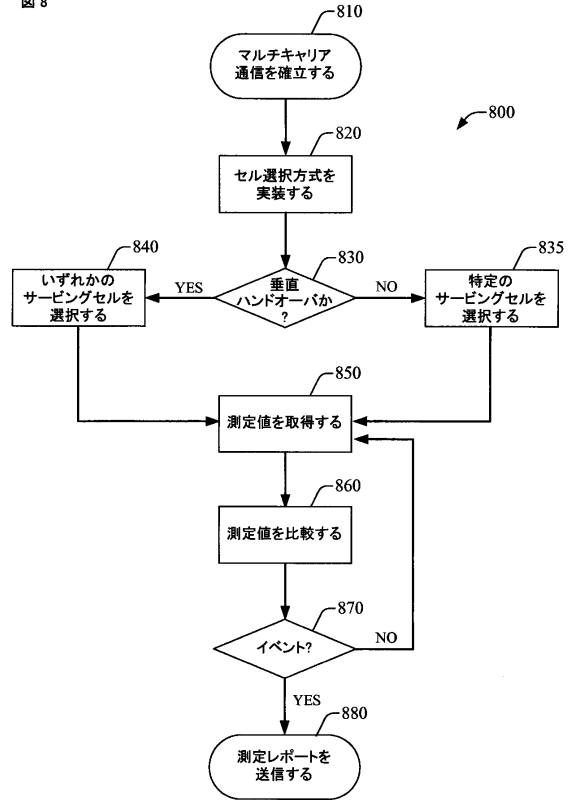 図 8
810
マルチキャリア
通信を確立する
800
820
セル選択方式を
実装する
840
いずれかの
サービングセルを
選択する
YES
830
垂直
ハンドオーバか
?
NO
835
特定の
サービングセルを
選択する
850
測定値を取得する
860
測定値を比較する
870
イベント?
NO
YES
880
測定レポートを
送信する